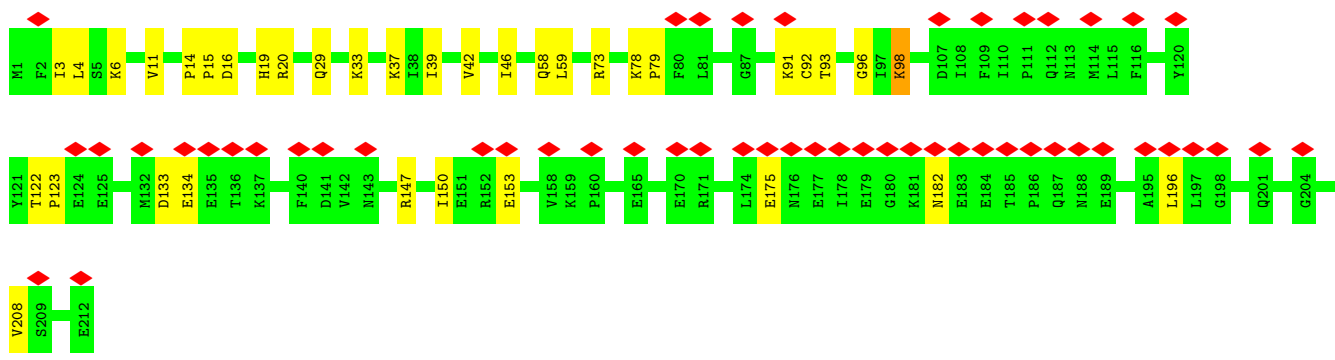 M1 F2 I3 L4 S5 K6 V11 P14 P15 D16 H19 R20 Q29 K33 K37 I38 I39 V42 I46 Q58 L59 R73 K78 P79 F80 L81 G87 K91 C92 T93 G96 I97 K98 D107 I108 F109 I110 P111 Q112 N113 M114 L115 F116 Y120
Y121 T122 P123 E124 E125 M132 D133 E134 E135 T136 K137 F140 D141 V142 N143 R147 I150 E151 R152 E153 V158 K159 P160 E165 E170 R171 L174 E175 N176 E177 I178 E179 G180 K181 N182 E183 E184 T185 P186 Q187 N188 E189 A195 L196 L197 G198 Q201 G204
V208 S209 E212